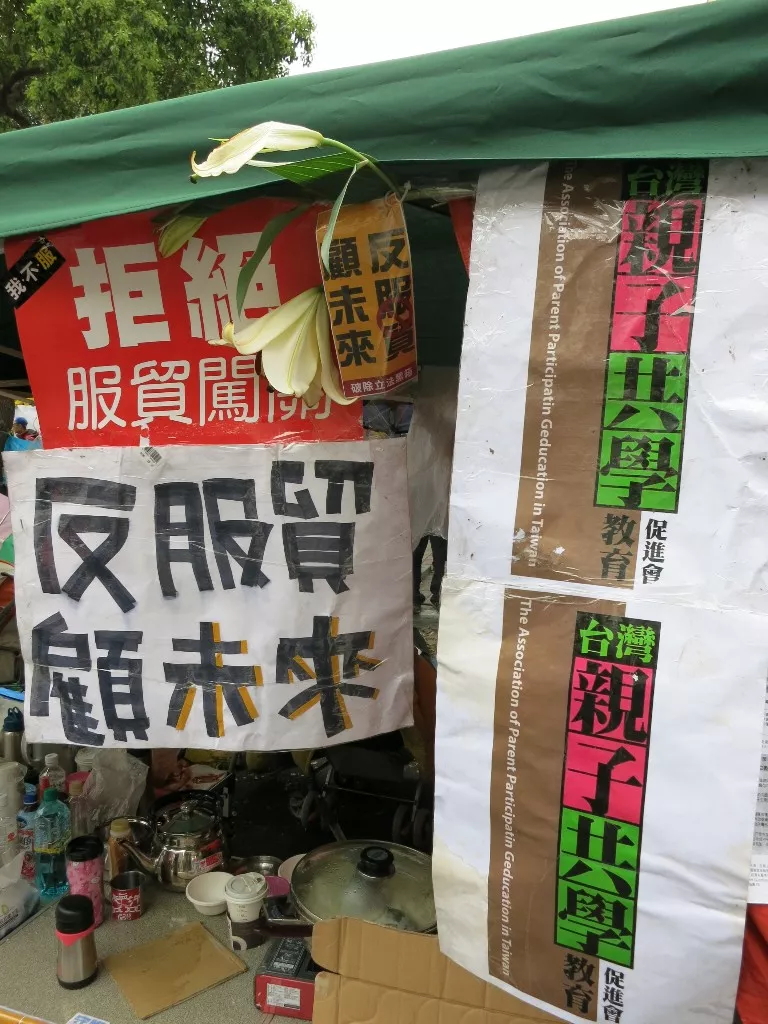 我不服
拒絕
服貿闖關
反服貿
顧未來
破除立法黑箱
反服貿
顧未來
The Association of Parent Participatin Geducation in Taiwan
台灣
親子共學
教育
促進會
The Association of Parent Participatin Geducation in Taiwan
台灣
親子共學
教育
促進會